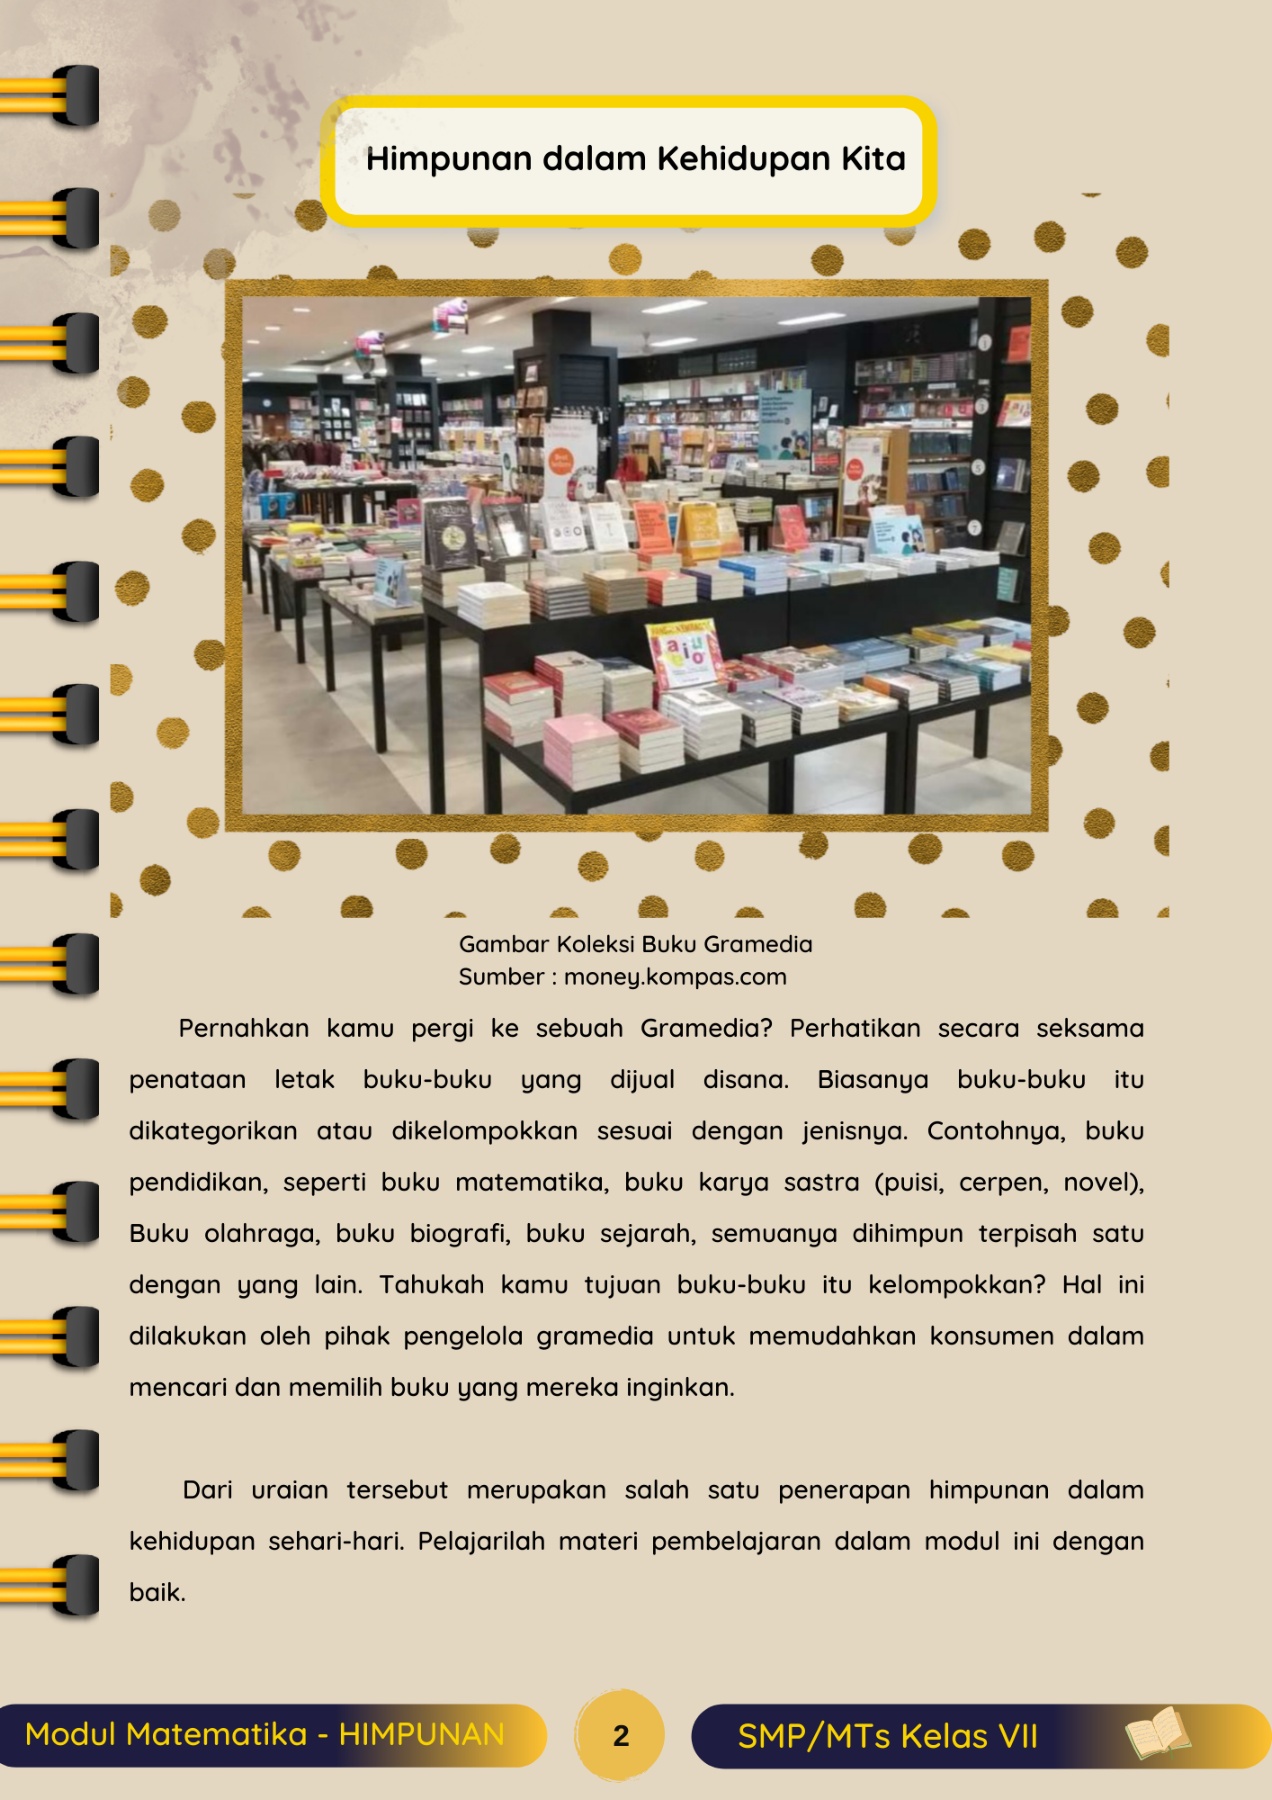 Himpunan dalam Kehidupan Kita
Gambar Koleksi Buku Gramedia
Sumber : money.kompas.com
Pernahkan kamu pergi ke sebuah Gramedia? Perhatikan secara seksama
penataan letak buku-buku yang dijual disana. Biasanya buku-buku itu
dikategorikan atau dikelompokkan sesuai dengan jenisnya. Contohnya, buku
pendidikan, seperti buku matematika, buku karya sastra (puisi, cerpen, novel),
Buku olahraga, buku biografi, buku sejarah, semuanya dihimpun terpisah satu
dengan yang lain. Tahukah kamu tujuan buku-buku itu kelompokkan? Hal ini
dilakukan oleh pihak pengelola gramedia untuk memudahkan konsumen dalam
mencari dan memilih buku yang mereka inginkan.
Dari uraian tersebut merupakan salah satu penerapan himpunan dalam
kehidupan sehari-hari. Pelajarilah materi pembelajaran dalam modul ini dengan
baik.
Modul Matematika - HIMPUNAN
2
SMP/MTs Kelas VII